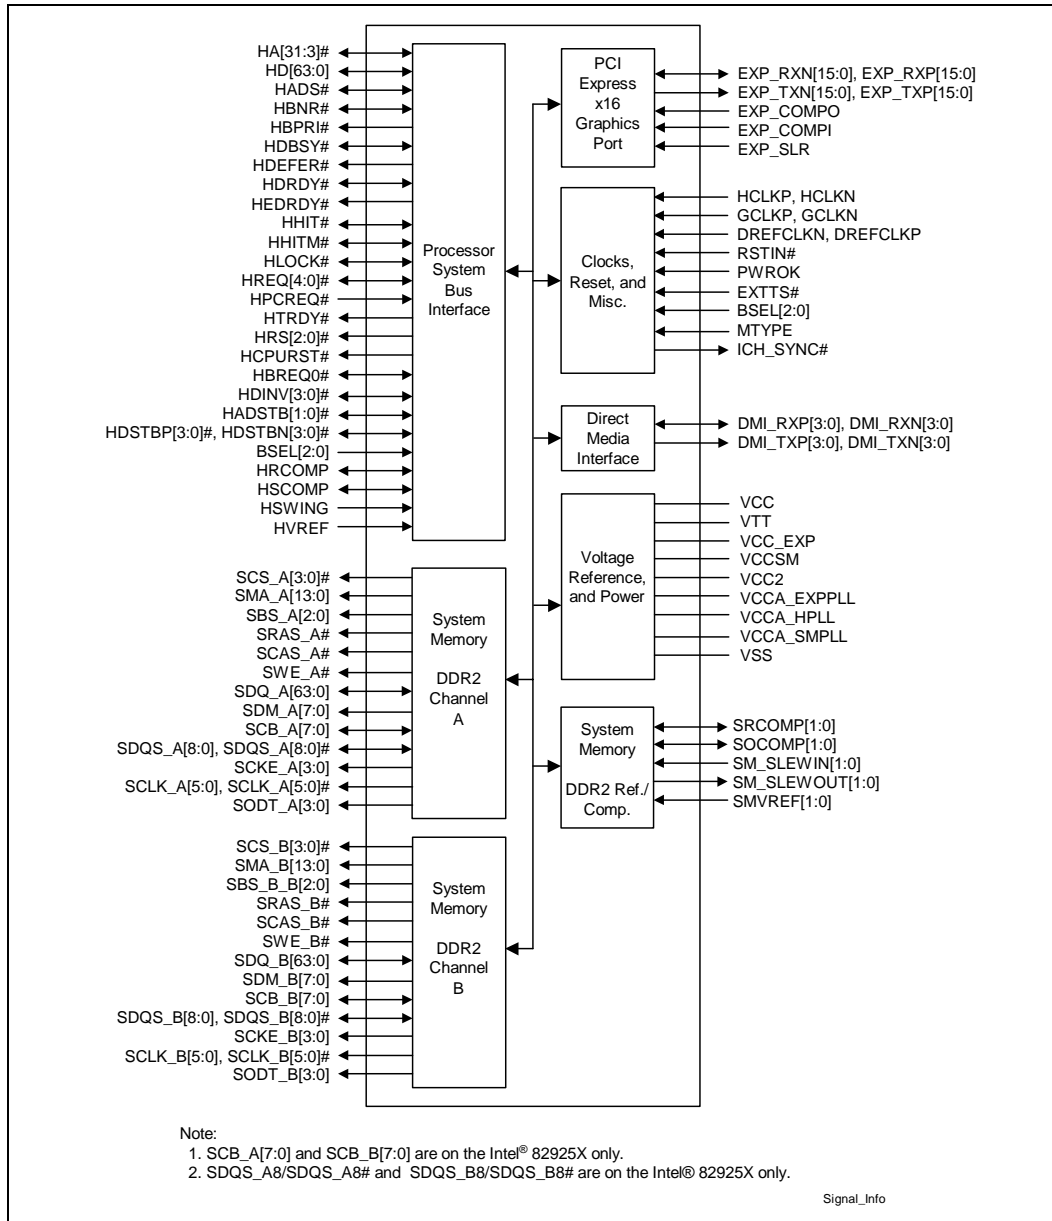 HA[31:3]#
HD[63:0]
HADS#
HBNR#
HBPRI#
HDBSY#
HDEFER#
HDRDY#
HEDRDY#
HHIT#
HHITM#
HLOCK#
HREQ[4:0]#
HPCREQ#
HTRDY#
HRS[2:0]#
HCPURST#
HBREQ0#
HDINV[3:0]#
HADSTB[1:0]#
HDSTBP[3:0]#, HDSTBN[3:0]#
BSEL[2:0]
HRCOMP
HSCOMP
HSWING
HVREF
Processor
System
Bus
Interface
SCS_A[3:0]#
SMA_A[13:0]
SBS_A[2:0]
SRAS_A#
SCAS_A#
SWE_A#
SDQ_A[63:0]
SDM_A[7:0]
SCB_A[7:0]
SDQS_A[8:0], SDQS_A[8:0]#
SCKE_A[3:0]
SCLK_A[5:0], SCLK_A[5:0]#
SODT_A[3:0]
System
Memory
DDR2
Channel
A
SCS_B[3:0]#
SMA_B[13:0]
SBS_B_B[2:0]
SRAS_B#
SCAS_B#
SWE_B#
SDQ_B[63:0]
SDM_B[7:0]
SCB_B[7:0]
SDQS_B[8:0], SDQS_B[8:0]#
SCKE_B[3:0]
SCLK_B[5:0], SCLK_B[5:0]#
SODT_B[3:0]
System
Memory
DDR2
Channel
B
PCI
Express
x16
Graphics
Port
EXP_RXN[15:0], EXP_RXP[15:0]
EXP_TXN[15:0], EXP_TXP[15:0]
EXP_COMPO
EXP_COMPI
EXP_SLR
Clocks,
Reset, and
Misc.
HCLKP, HCLKN
GCLKP, GCLKN
DREFCLKN, DREFCLKP
RSTIN#
PWROK
EXTTS#
BSEL[2:0]
MTYPE
ICH_SYNC#
Direct
Media
Interface
DMI_RXP[3:0], DMI_RXN[3:0]
DMI_TXP[3:0], DMI_TXN[3:0]
Voltage
Reference,
and Power
VCC
VTT
VCC_EXP
VCCSM
VCC2
VCCA_EXPPLL
VCCA_HPLL
VCCA_SMPLL
VSS
System
Memory
DDR2 Ref./
Comp.
SRCOMP[1:0]
SOCOMP[1:0]
SM_SLEWIN[1:0]
SM_SLEWOUT[1:0]
SMVREF[1:0]
Note:
1. SCB_A[7:0] and SCB_B[7:0] are on the Intel® 82925X only.
2. SDQS_A8/SDQS_A8# and SDQS_B8/SDQS_B8# are on the Intel® 82925X only.
Signal_Info